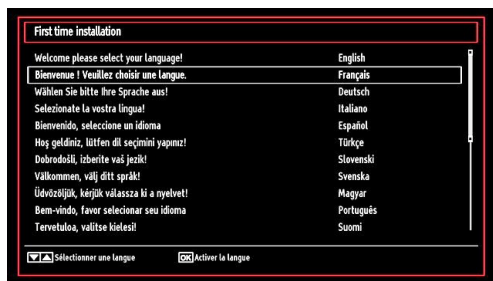 First time installation
Welcome please select your language! English
Bienvenue ! Veuillez choisir une langue. Français
Wählen Sie bitte Ihre Sprache aus! Deutsch
Selezionate la vostra lingua! Italiano
Bienvenido, seleccione un idioma Español
Hoş geldiniz, lütfen dil seçimini yapınız! Türkçe
Dobrodošli, izberite vaš jezik! Slovenski
Välkommen, välj ditt språk! Svenska
Üdvözöljük, kérjük válassza ki a nyelvet! Magyar
Bem-vindo, favor selecionar seu idioma Português
Tervetuloa, valitse kielesi! Suomi
Sélectionner une langue OK Activer la langue